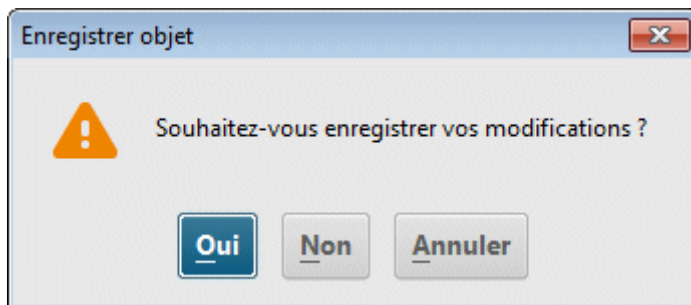 Enregistrer objet
Souhaitez-vous enregistrer vos modifications ?
Oui Non Annuler